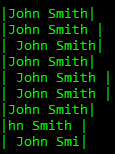 |John Smith|
|John Smith |
| John Smith|
|John Smith|
| John Smith |
| John Smith |
|John Smith|
|hn Smith |
| John Smi|